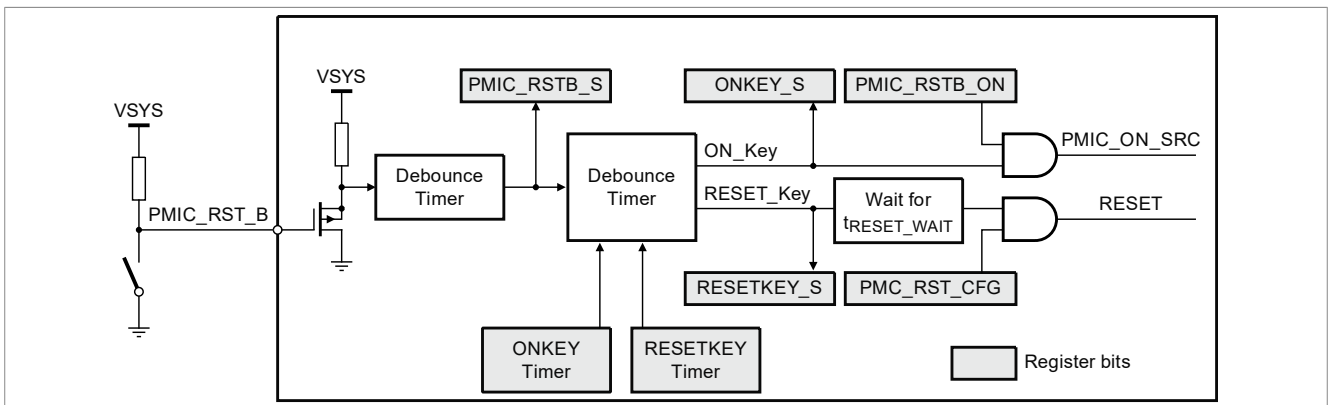 VSYS
VSYS
PMIC_RSTB_S
ONKEY_S
PMIC_RSTB_ON
PMIC_RST_B
Debounce
Timer
Debounce
Timer
ON_Key
RESET_Key
Wait for
tRESET_WAIT
PMIC_ON_SRC
RESET
RESETKEY_S
PMC_RST_CFG
ONKEY
Timer
RESETKEY
Timer
Register bits